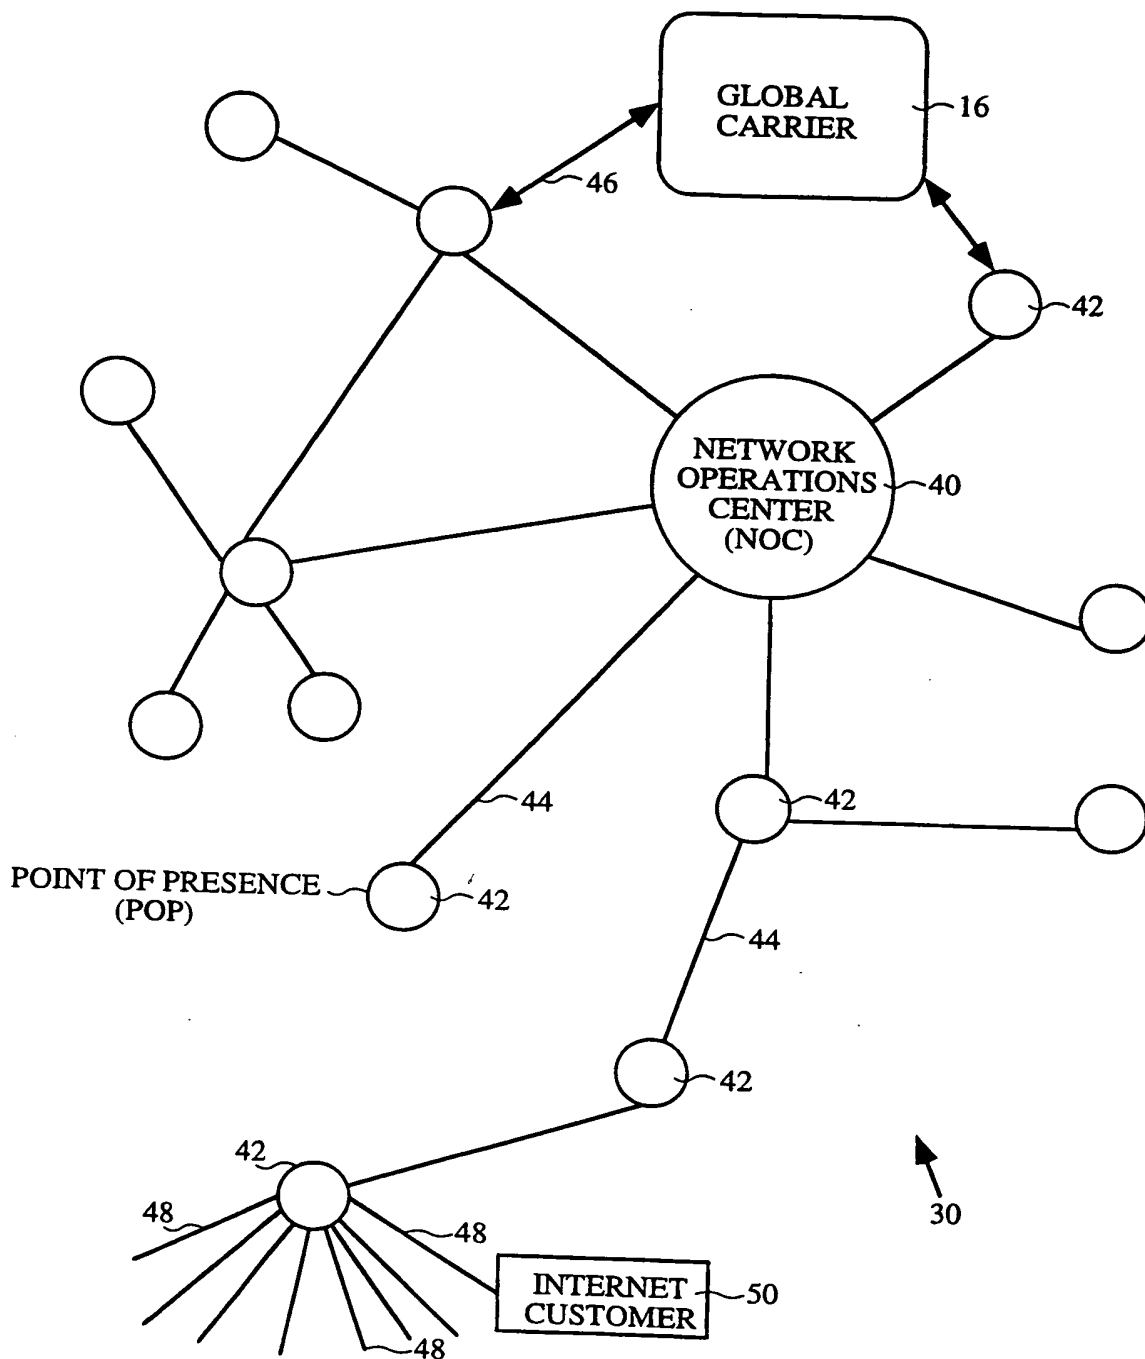 GLOBAL
CARRIER
16
46
42
NETWORK
OPERATIONS
CENTER
(NOC)
40
44
42
POINT OF PRESENCE
(POP)
42
44
42
42
48
48
30
INTERNET
CUSTOMER
50
48